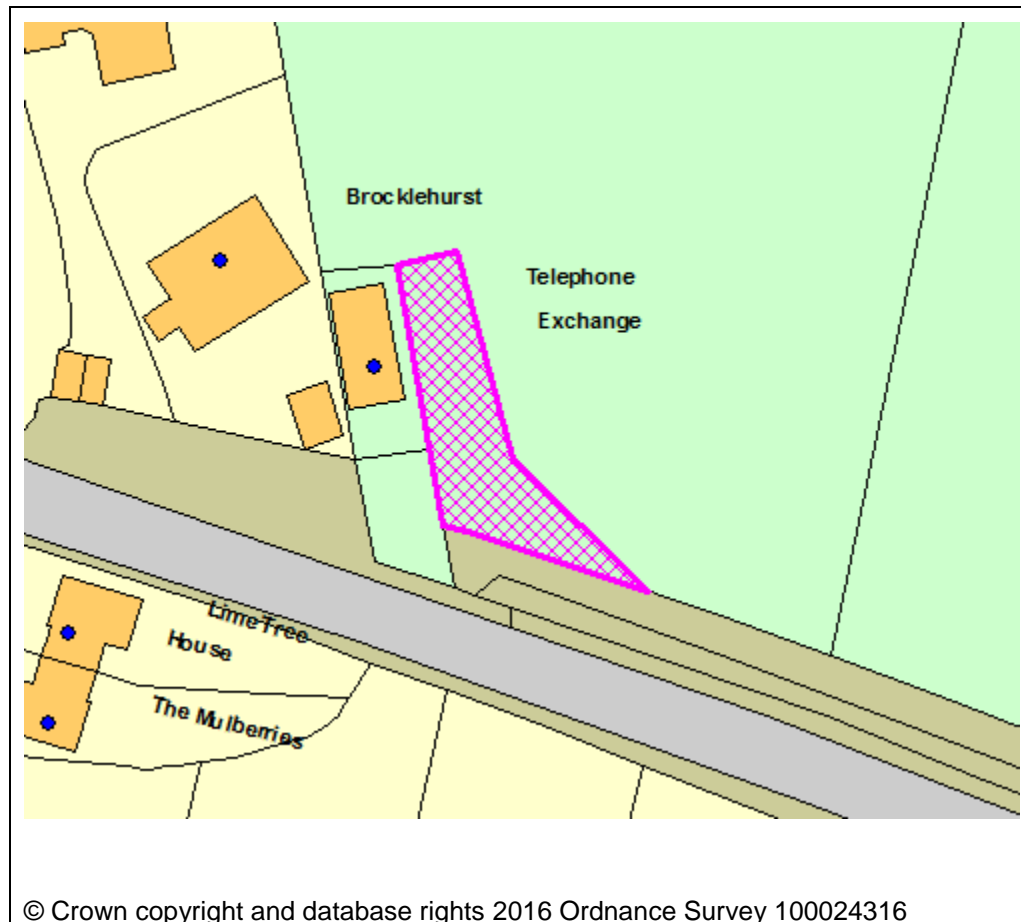 Brocklehurst
Telephone
Exchange
Lime Tree
House
The Mulberries
© Crown copyright and database rights 2016 Ordnance Survey 100024316